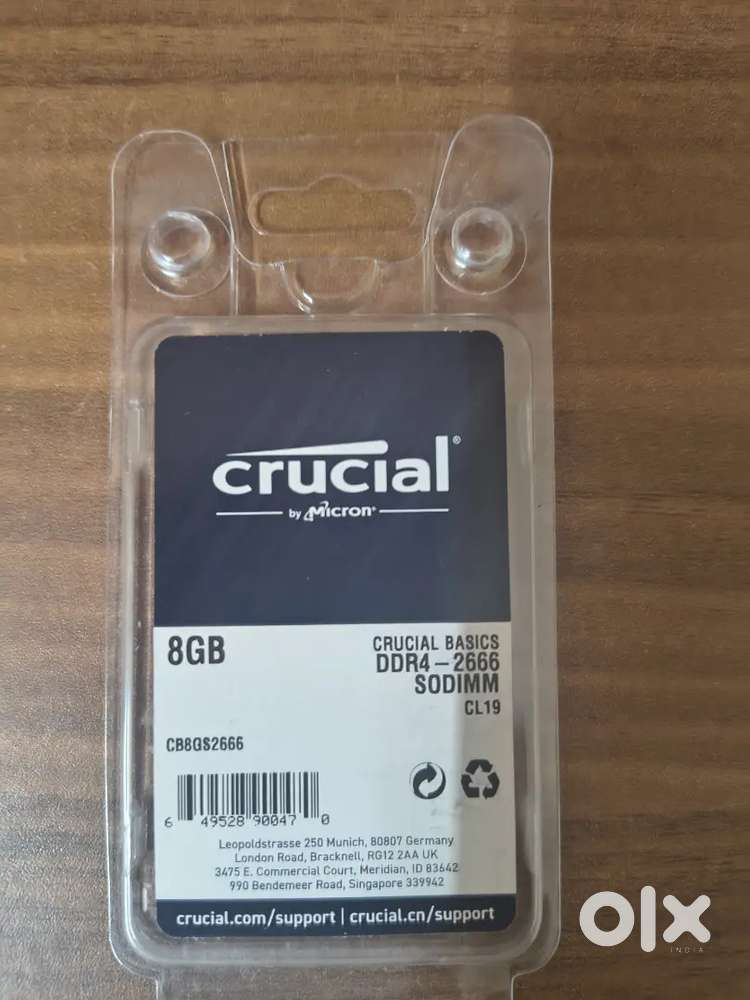 crucial®
by Micron®
8GB
CRUCIAL BASICS
DDR4-2666
SODIMM
CL19
CB8GS2666
6 49528 90047 0
Leopoldstrasse 250 Munich, 80807 Germany
London Road, Bracknell, RG12 2AA UK
3475 E. Commercial Court, Meridian, ID 83642
990 Bendemeer Road, Singapore 339942
crucial.com/support | crucial.cn/support
olx
INDIA